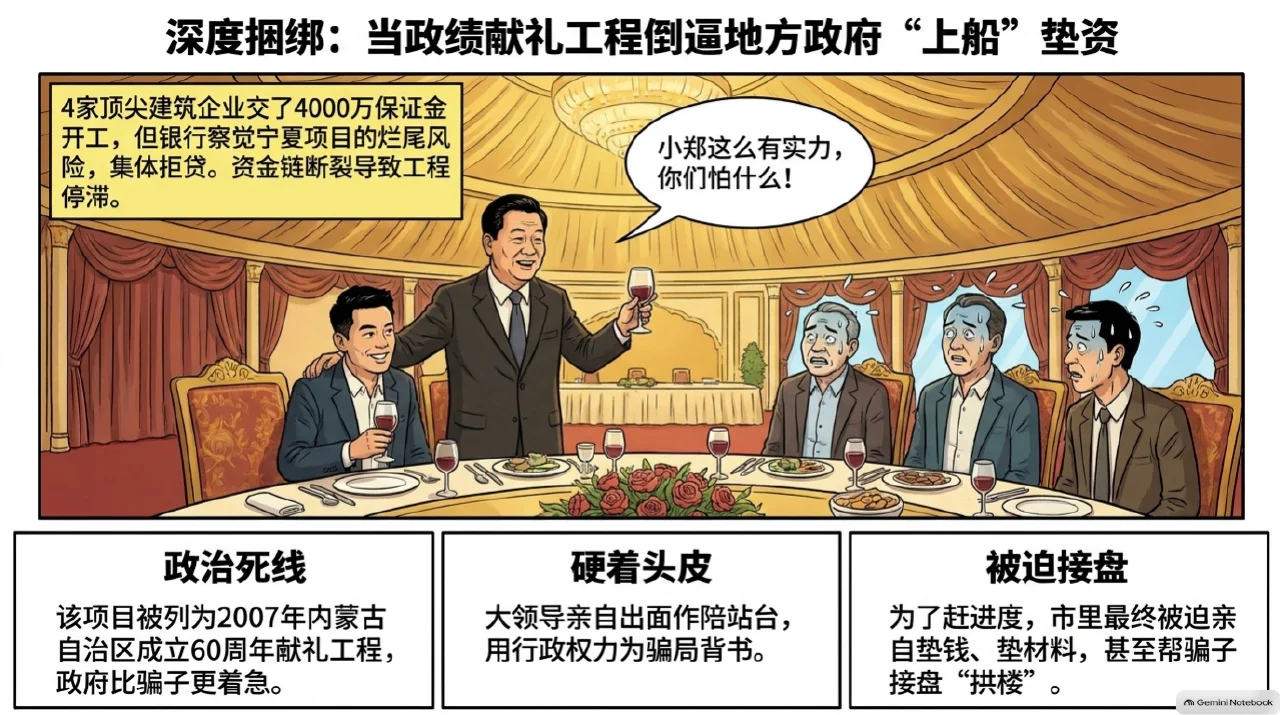 深度捆绑：当政绩献礼工程倒逼地方政府“上船”垫资
4家顶尖建筑企业交了4000万保证金
开工，但银行察觉宁夏项目的烂尾风
险，集体拒贷。资金链断裂导致工程
停滞。
小郑这么有实力，
你们怕什么！
政治死线
该项目被列为2007年内蒙古
自治区成立60周年献礼工程，
政府比骗子更着急。
硬着头皮
大领导亲自出面作陪站台，
用行政权力为骗局背书。
被迫接盘
为了赶进度，市里最终被迫亲
自垫钱、垫材料，甚至帮骗子
接盘“拱楼”。
Gemini Notebook